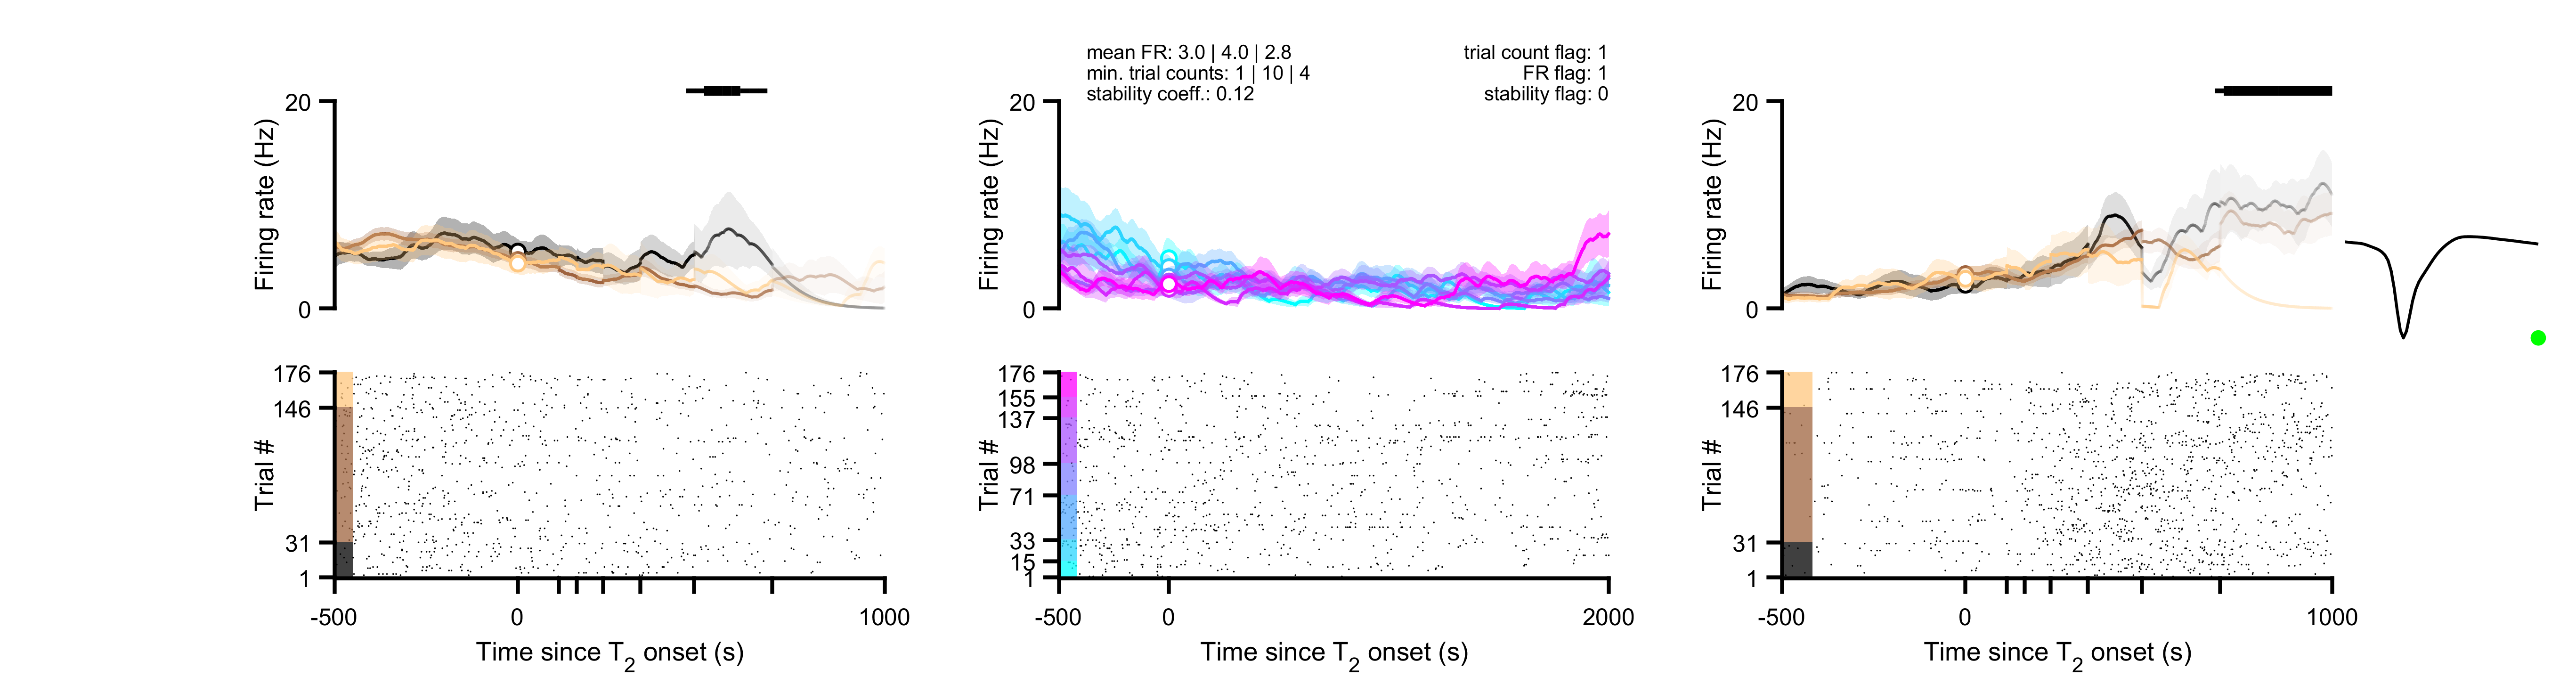 mean FR: 3.0 | 4.0 | 2.8
min. trial counts: 1 | 10 | 4
stability coeff.: 0.12
trial count flag: 1
FR flag: 1
stability flag: 0
20
0
Firing rate (Hz)
176
146
31
1
Trial #
-500
0
1000
Time since T2 onset (s)
20
0
Firing rate (Hz)
176
155
137
98
71
33
15
1
Trial #
-500
0
2000
Time since T2 onset (s)
20
0
Firing rate (Hz)
176
146
31
1
Trial #
-500
0
1000
Time since T2 onset (s)